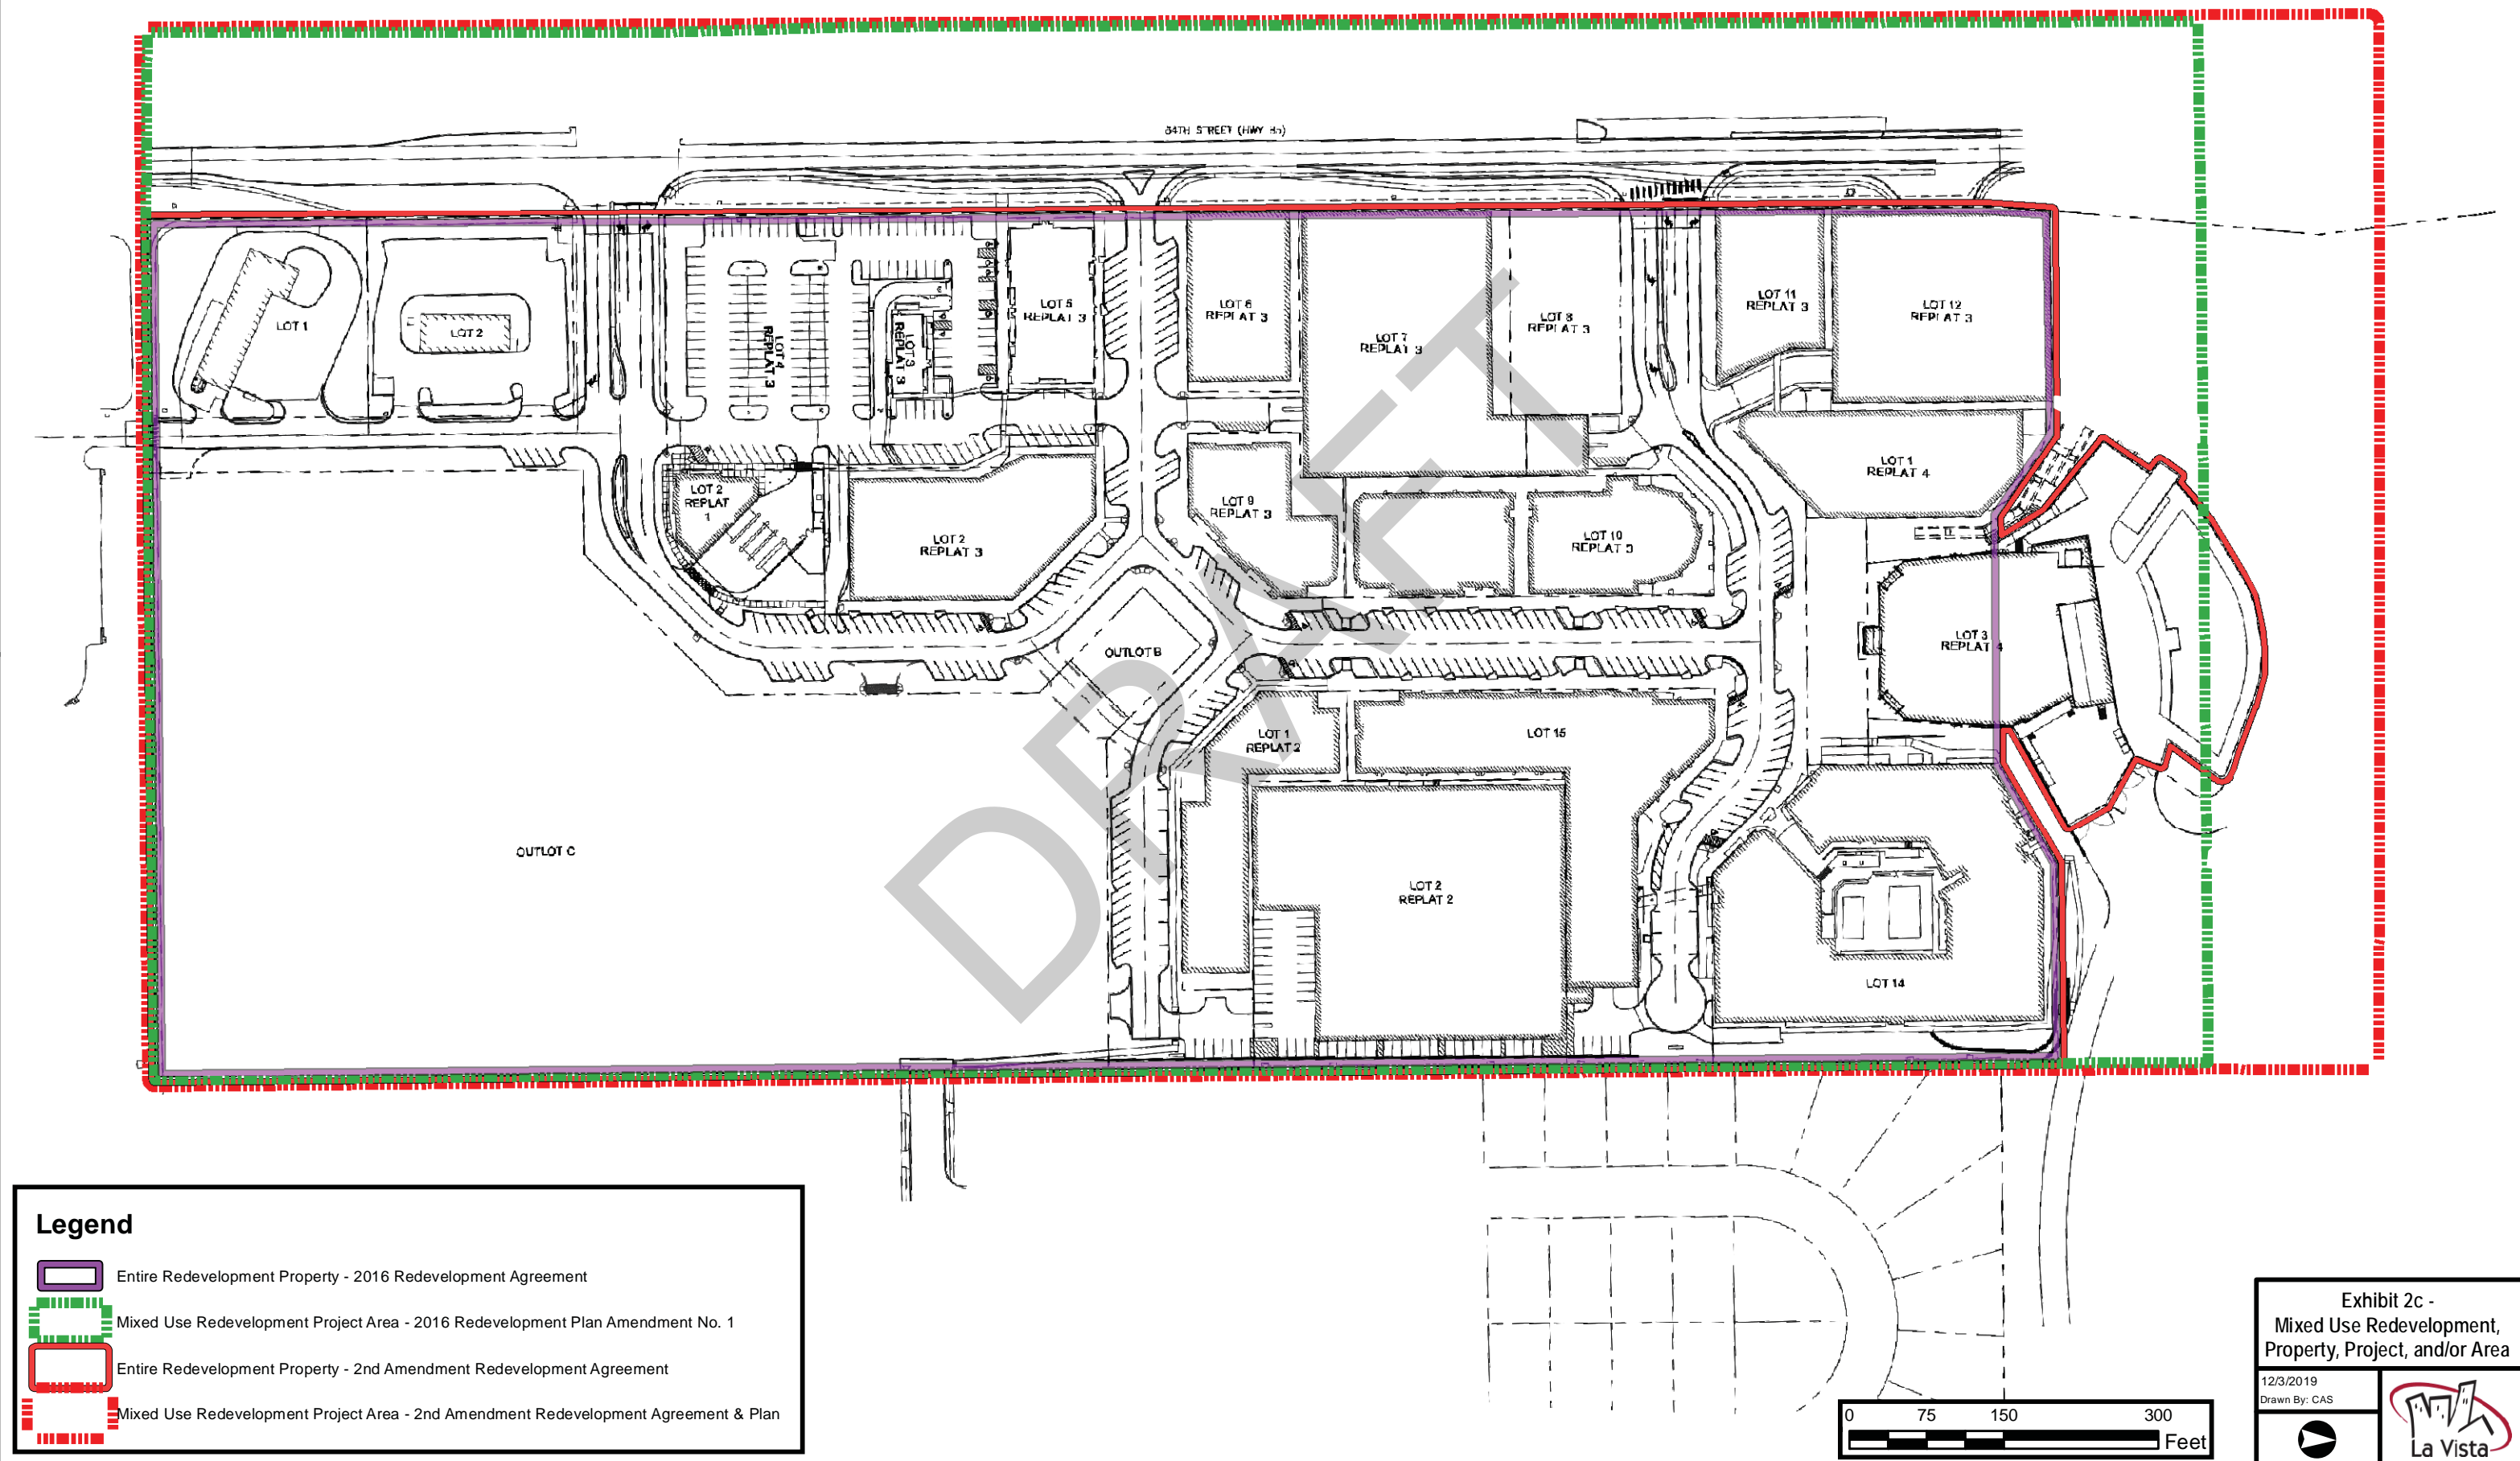 84TH STREET (HWY 85)
LOT 1
LOT 2
LOT 4
REPLAT 3
LOT 3
REPLAT 3
LOT 5
REPLAT 3
LOT 6
REPLAT 3
LOT 7
REPLAT 3
LOT 8
REPLAT 3
LOT 11
REPLAT 3
LOT 12
REPLAT 3
LOT 2
REPLAT
1
LOT 2
REPLAT 3
LOT 9
REPLAT 3
LOT 10
REPLAT 3
LOT 1
REPLAT 4
LOT 3
REPLAT 4
OUTLOT B
LOT 1
REPLAT 2
LOT 15
OUTLOT C
LOT 2
REPLAT 2
LOT 14
DRAFT
Legend
Entire Redevelopment Property - 2016 Redevelopment Agreement
Mixed Use Redevelopment Project Area - 2016 Redevelopment Plan Amendment No. 1
Entire Redevelopment Property - 2nd Amendment Redevelopment Agreement
Mixed Use Redevelopment Project Area - 2nd Amendment Redevelopment Agreement & Plan
0 75 150 300
Feet
Exhibit 2c -
Mixed Use Redevelopment,
Property, Project, and/or Area
12/3/2019
Drawn By: CAS
La Vista